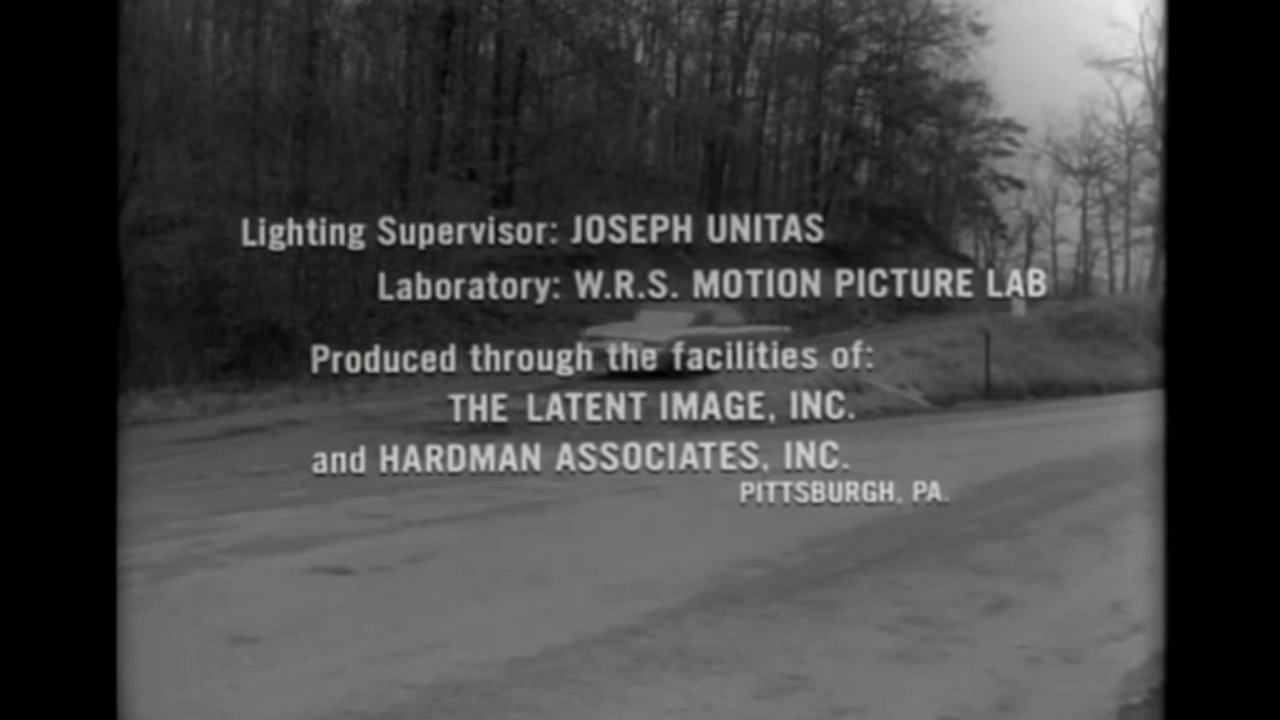 Lighting Supervisor: JOSEPH UNITAS
Laboratory: W.R.S. MOTION PICTURE LAB
Produced through the facilities of:
THE LATENT IMAGE, INC.
and HARDMAN ASSOCIATES, INC.
PITTSBURGH, PA.